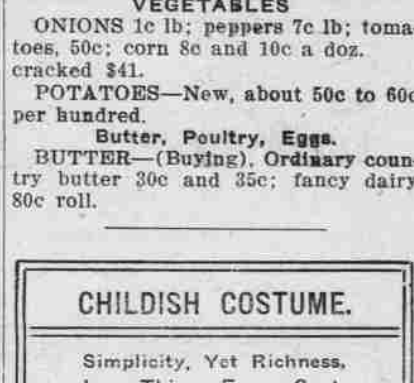 VEGETABLES
ONIONS 1c lb; peppers 7c lb; toma-
toes, 50c; corn 8c and 10c a doz.
cracked $41.
POTATOES—New, about 50c to 60c
per hundred.
Butter, Poultry, Eggs.
BUTTER—(Buying), Ordinary coun-
try butter 30c and 35c; fancy dairy
80c roll.
CHILDISH COSTUME.
Simplicity, Yet Richness,